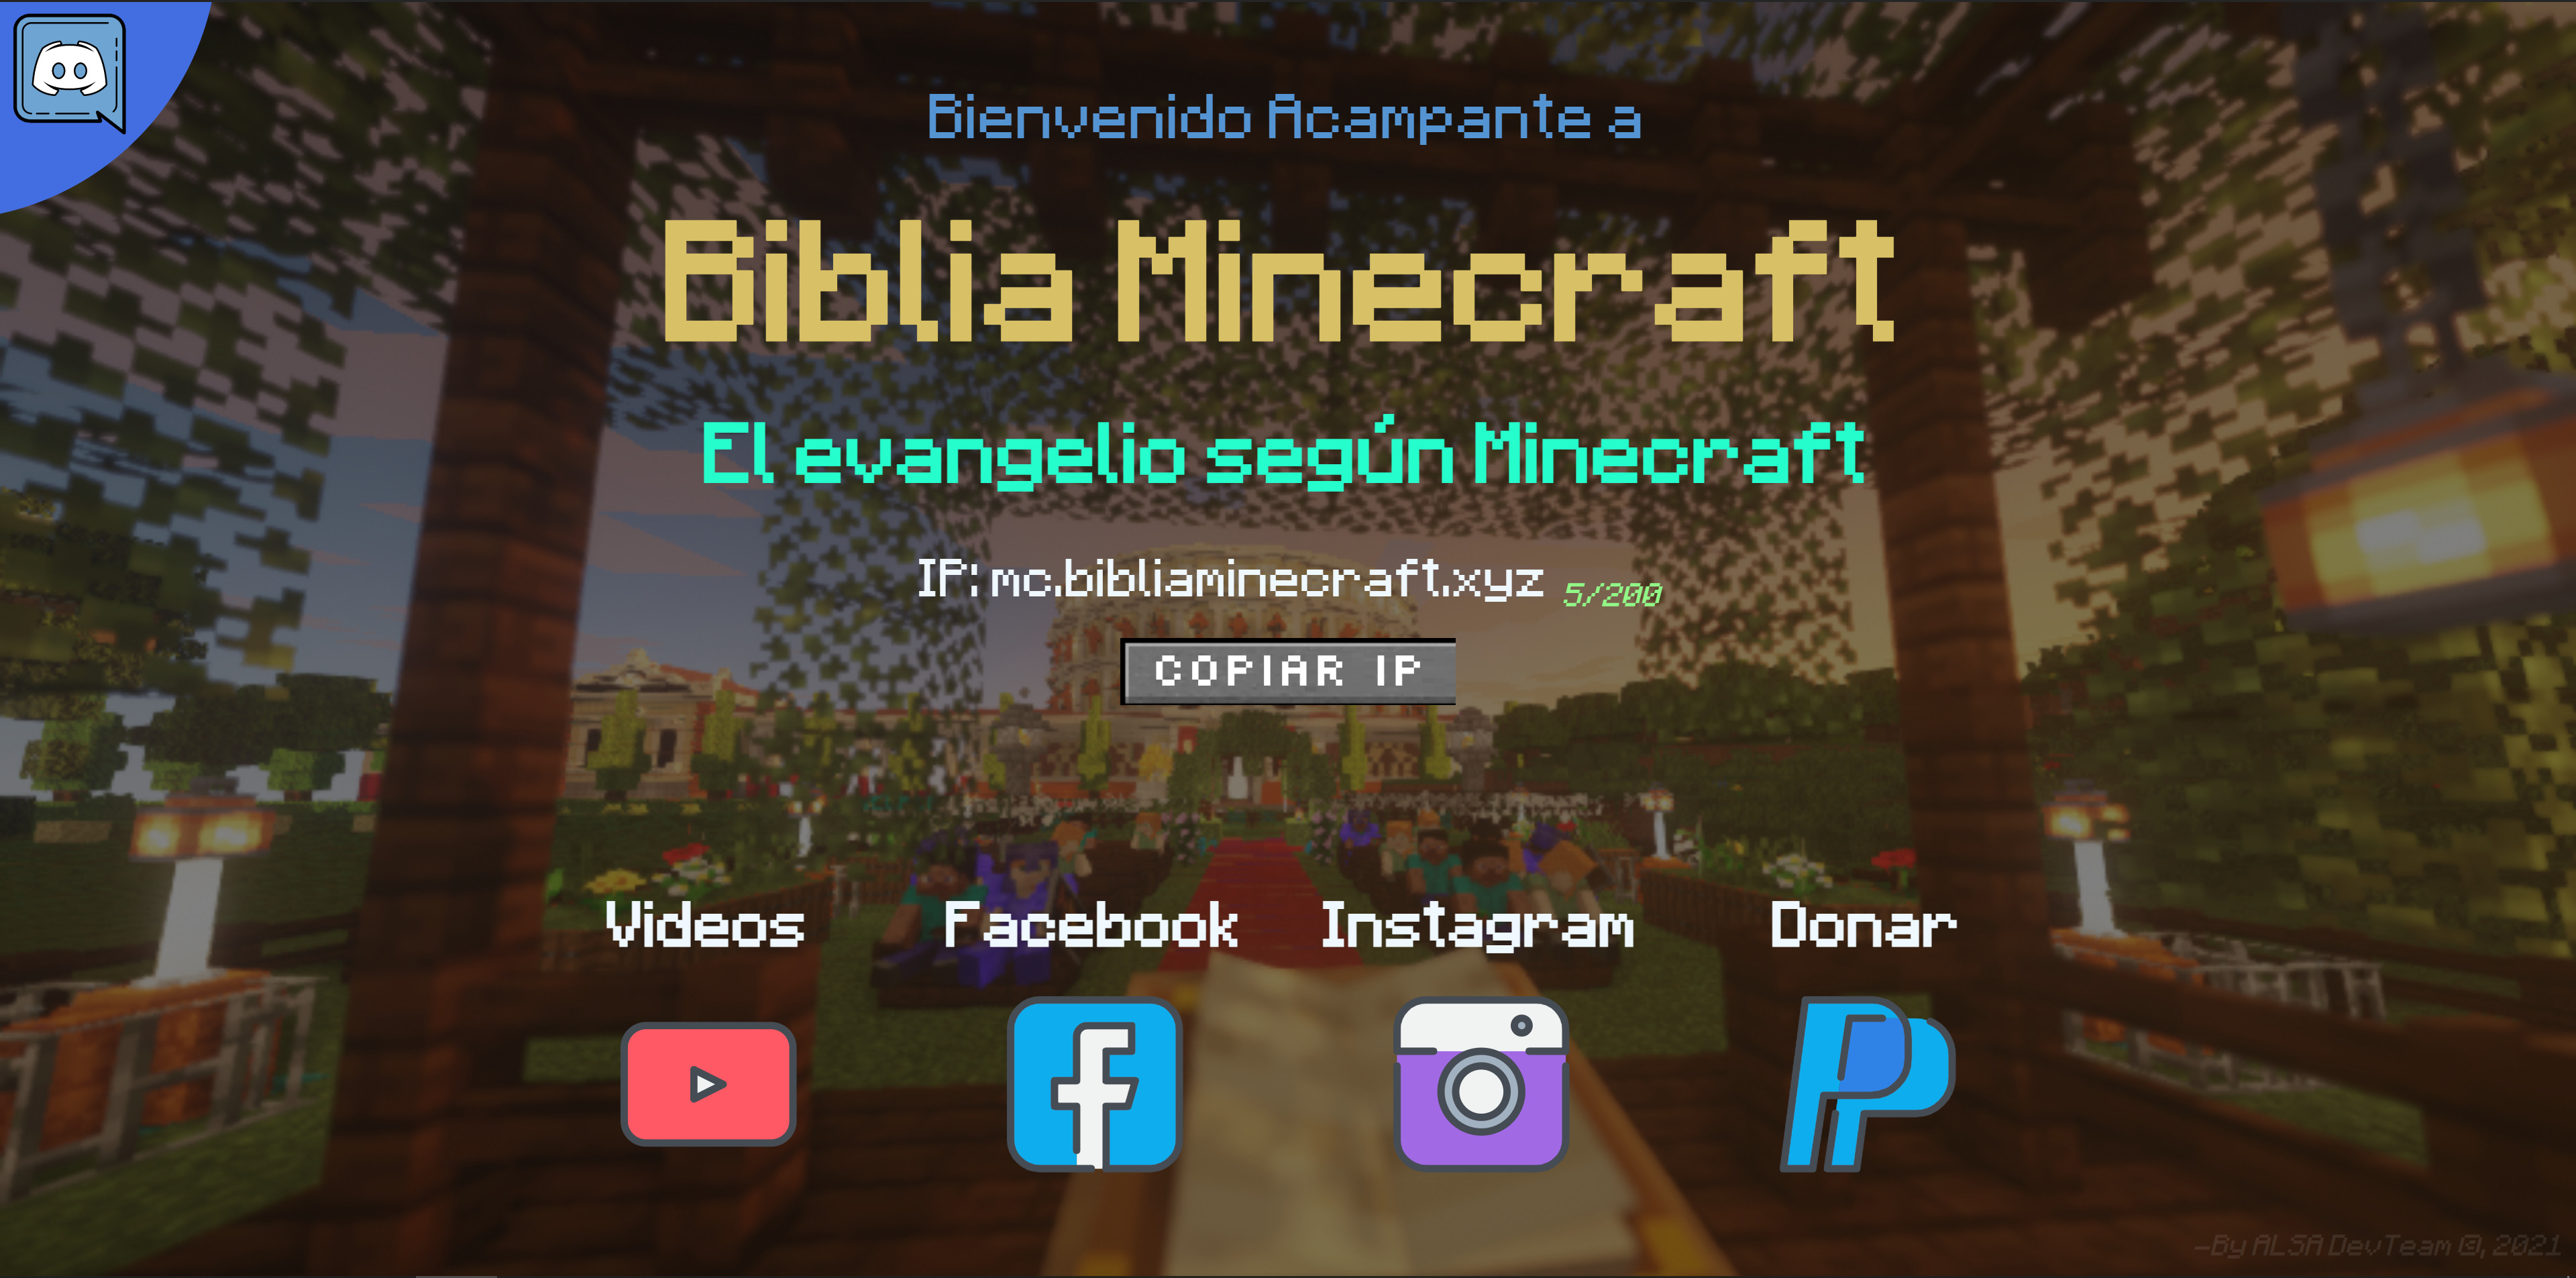 Bienvenido Acampante a
Biblia Minecraft
El evangelio según Minecraft
IP: mc.bibliaminecraft.xyz 5/200
COPIAR IP
Videos Facebook Instagram Donar
-By ALSA DevTeam ©, 2021